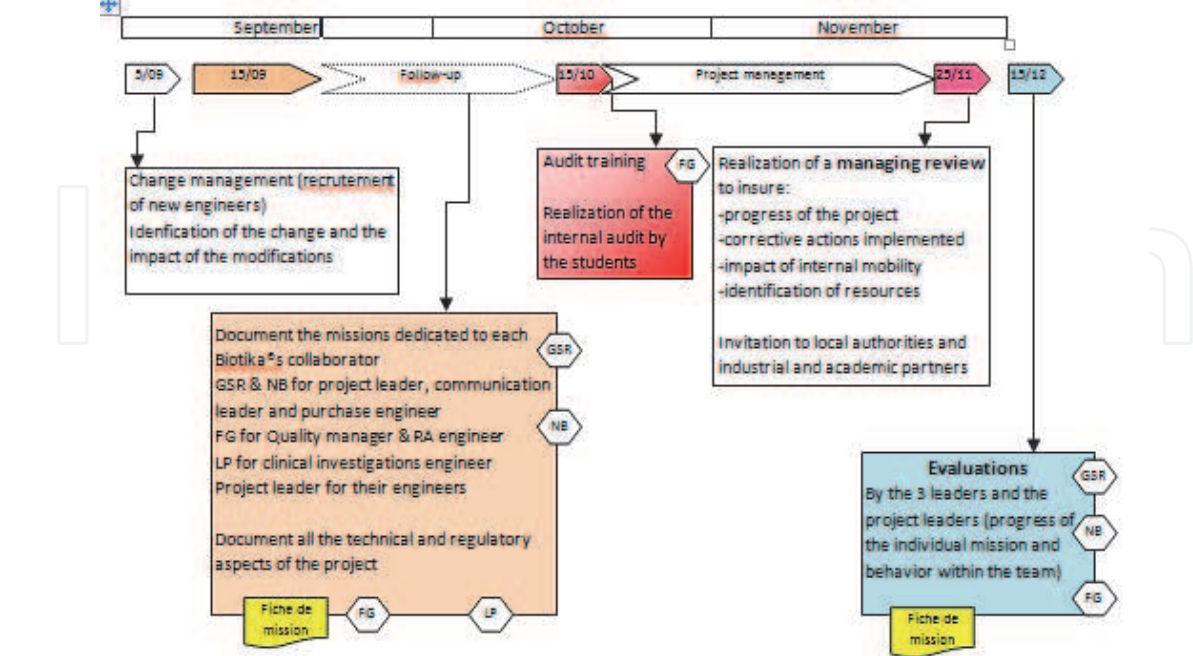 September
October
November
5/09
15/09
Follow-up
15/10
Project management
25/11
15/12
Change management (recrutement
of new engineers)
Idenfication of the change and the
impact of the modifications
Audit training
FG
Realization of the
internal audit by
the students
Realization of a managing review
to insure:
-progress of the project
-corrective actions implemented
-impact of internal mobility
-identification of resources
Invitation to local authorities and
industrial and academic partners
Document the missions dedicated to each
Biotika®s collaborator
GSR & NB for project leader, communication
leader and purchase engineer
FG for Quality manager & RA engineer
LP for clinical investigations engineer
Project leader for their engineers
Document all the technical and regulatory
aspects of the project
GSR
NB
Fiche de
mission
FG
LP
Evaluations
By the 3 leaders and the
project leaders (progress of
the individual mission and
behavior within the team)
GSR
NB
FG
Fiche de
mission